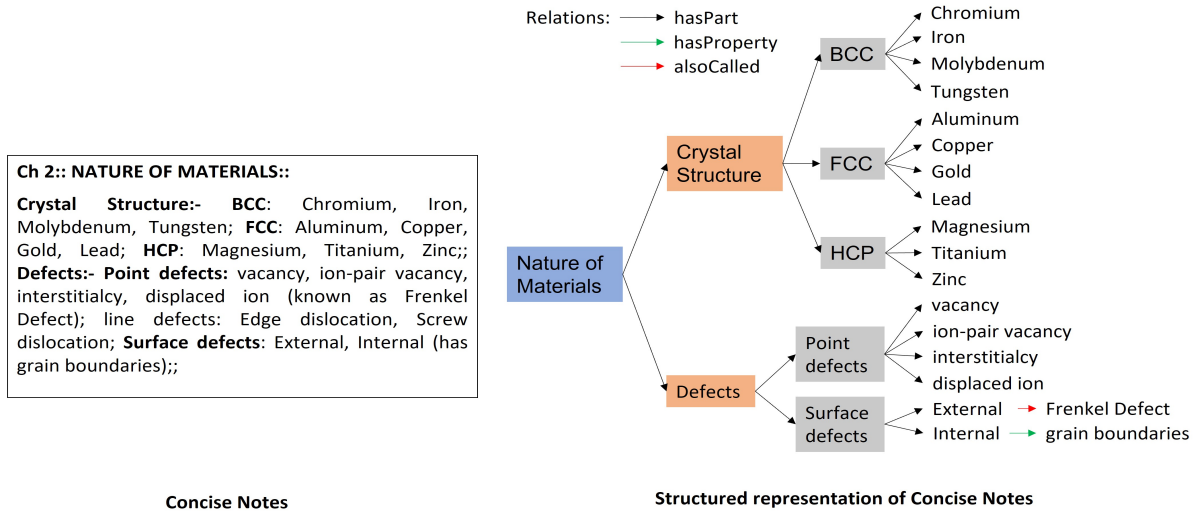 Ch 2:: NATURE OF MATERIALS::
Crystal Structure:- BCC: Chromium, Iron,
Molybdenum, Tungsten; FCC: Aluminum, Copper,
Gold, Lead; HCP: Magnesium, Titanium, Zinc;;
Defects:- Point defects: vacancy, ion-pair vacancy,
interstitialcy, displaced ion (known as Frenkel
Defect); line defects: Edge dislocation, Screw
dislocation; Surface defects: External, Internal (has
grain boundaries);;
Concise Notes
Relations:
hasPart
hasProperty
alsoCalled
Nature of
Materials
Crystal
Structure
BCC
Chromium
Iron
Molybdenum
Tungsten
FCC
Aluminum
Copper
Gold
Lead
HCP
Magnesium
Titanium
Zinc
Defects
Point
defects
vacancy
ion-pair vacancy
interstitialcy
displaced ion
Surface
defects
External
Frenkel Defect
Internal
grain boundaries
Structured representation of Concise Notes